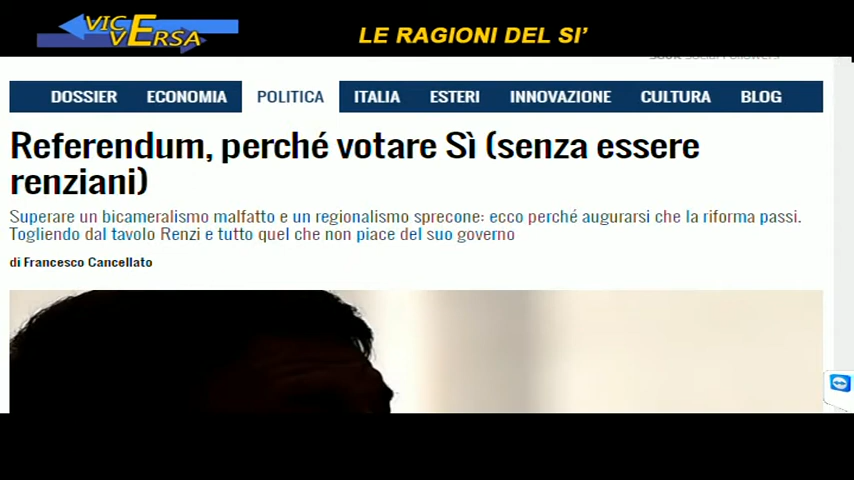 VICEVERSA
LE RAGIONI DEL SI'
DOSSIER ECONOMIA POLITICA ITALIA ESTERI INNOVAZIONE CULTURA BLOG
Referendum, perché votare Sì (senza essere
renziani)
Superare un bicameralismo malfatto e un regionalismo sprecone: ecco perché augurarsi che la riforma passi.
Togliendo dal tavolo Renzi e tutto quel che non piace del suo governo
di Francesco Cancellato